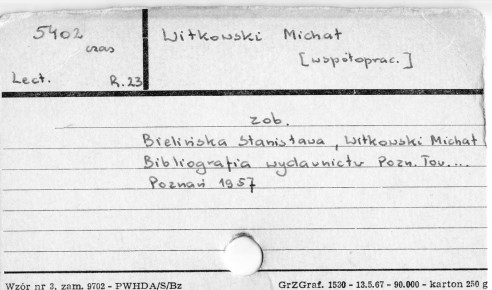 5402 Witkowski Michał
czas [współoprac.]
Lect. R.23
zob.
Bielińska Stanisława, Witkowski Michał
Bibliografia wydawnictw Pozn. Tow....
Poznań 1957
Wzór nr 3, zam. 9702 - PWHDA/S/Bz GrZGraf. 1530 - 13.5.67 - 90.000 - karton 250 g